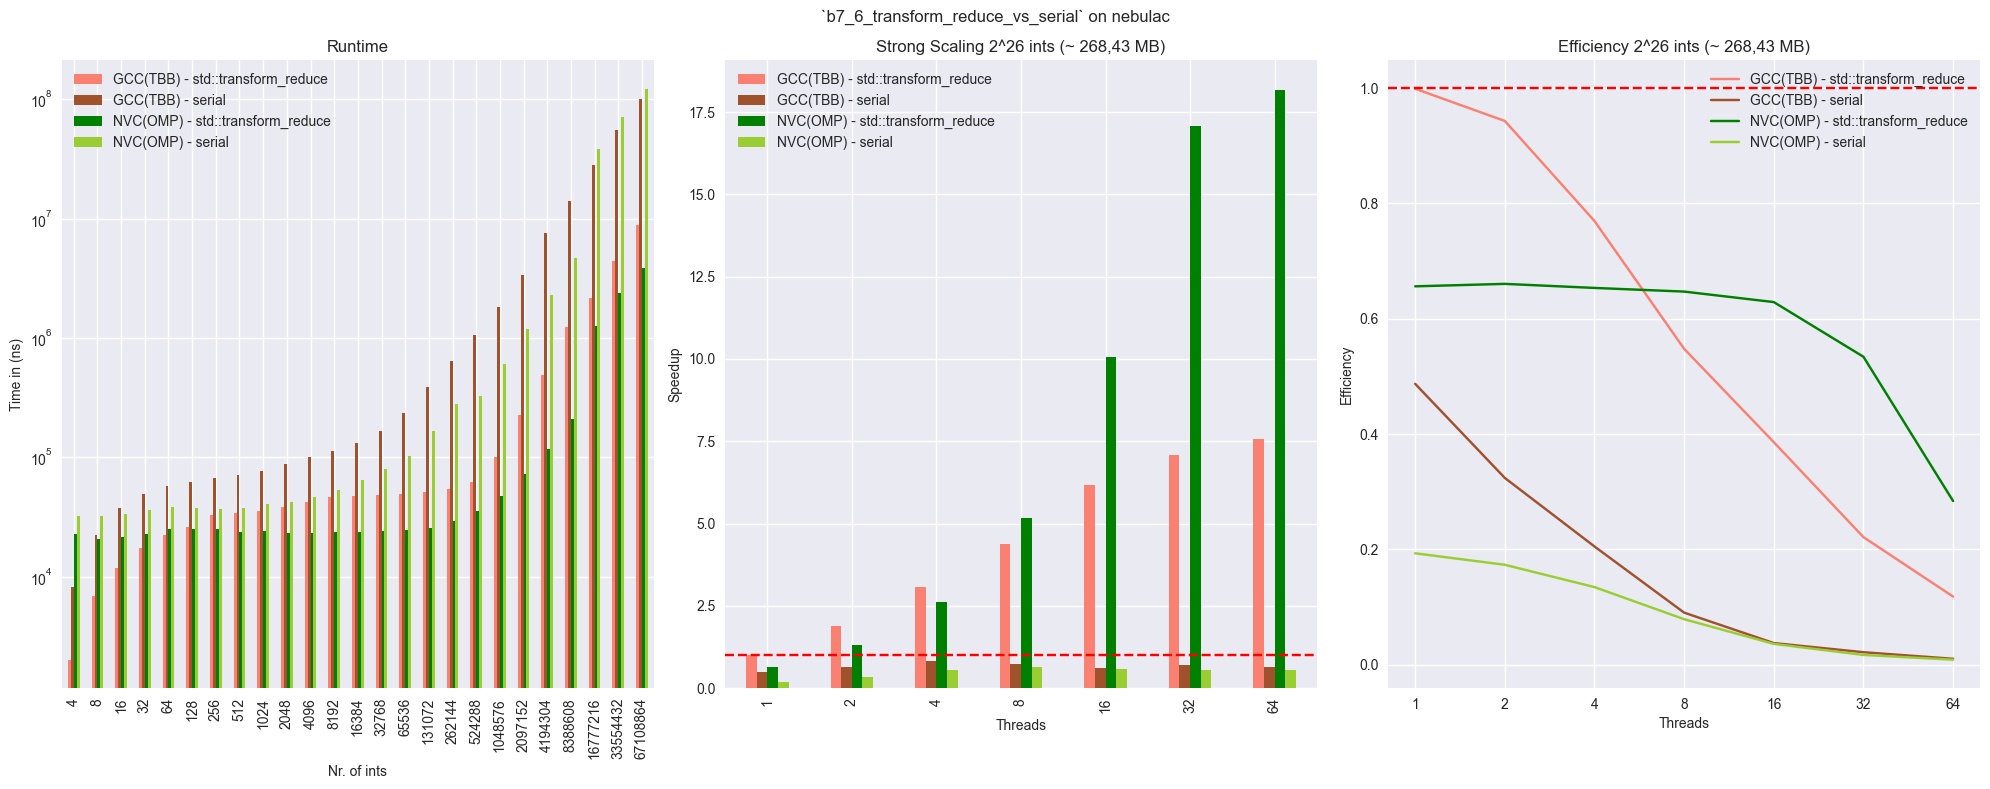 `b7_6_transform_reduce_vs_serial` on nebulac
Runtime
GCC(TBB) - std::transform_reduce
GCC(TBB) - serial
NVC(OMP) - std::transform_reduce
NVC(OMP) - serial
Time in (ns)
10^8
10^7
10^6
10^5
10^4
4 8 16 32 64 128 256 512 1024 2048 4096 8192 16384 32768 65536 131072 262144 524288 1048576 2097152 4194304 8388608 16777216 33554432 67108864
Nr. of ints
Strong Scaling 2^26 ints (~ 268,43 MB)
GCC(TBB) - std::transform_reduce
GCC(TBB) - serial
NVC(OMP) - std::transform_reduce
NVC(OMP) - serial
Speedup
17.5
15.0
12.5
10.0
7.5
5.0
2.5
0.0
1 2 4 8 16 32 64
Threads
Efficiency 2^26 ints (~ 268,43 MB)
GCC(TBB) - std::transform_reduce
GCC(TBB) - serial
NVC(OMP) - std::transform_reduce
NVC(OMP) - serial
Efficiency
1.0
0.8
0.6
0.4
0.2
0.0
1 2 4 8 16 32 64
Threads